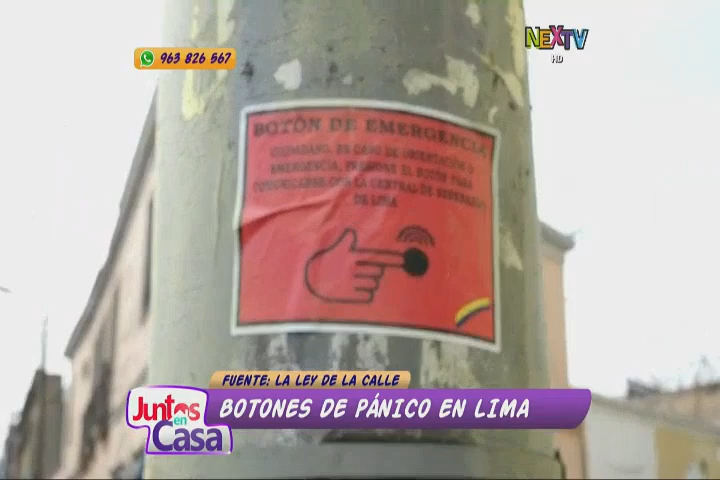 963 826 567
NEXTV
HD
BOTÓN DE EMERGENCIA
CIUDADANO, EN CASO DE ORIENTACIÓN O
EMERGENCIA, PRESIONE EL BOTÓN PARA
COMUNICARSE CON LA CENTRAL DE SERENAZGO
DE LIMA
FUENTE: LA LEY DE LA CALLE
Juntos
en
Casa
BOTONES DE PÁNICO EN LIMA